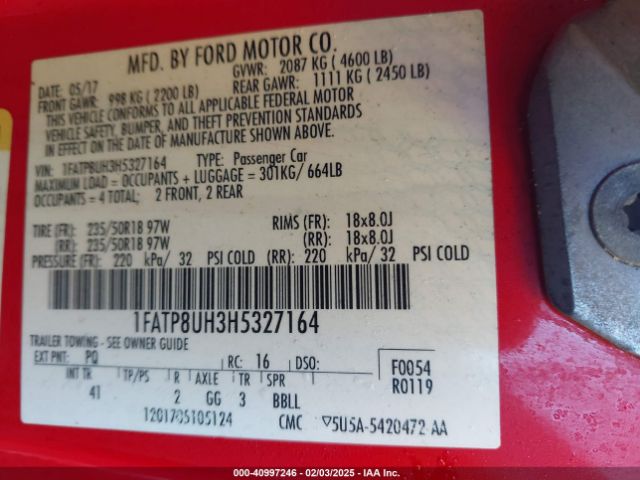 MFD. BY FORD MOTOR CO.
DATE: 05/17 GVWR: 2087 KG ( 4600 LB)
FRONT GAWR: 998 KG ( 2200 LB) REAR GAWR: 1111 KG ( 2450 LB)
THIS VEHICLE CONFORMS TO ALL APPLICABLE FEDERAL MOTOR
VEHICLE SAFETY, BUMPER, AND THEFT PREVENTION STANDARDS
IN EFFECT ON THE DATE OF MANUFACTURE SHOWN ABOVE.
VIN: 1FATP8UH3H5327164 TYPE: Passenger Car
MAXIMUM LOAD = OCCUPANTS + LUGGAGE = 301KG/ 664LB
OCCUPANTS = 4 TOTAL; 2 FRONT, 2 REAR
TIRE (FR): 235/50R18 97W RIMS (FR): 18x8.0J
(RR): 235/50R18 97W (RR): 18x8.0J
PRESSURE (FR): 220 kPa/ 32 PSI COLD (RR): 220 kPa/ 32 PSI COLD
1FATP8UH3H5327164
TRAILER TOWING - SEE OWNER GUIDE
EXT PNT: PQ RC: 16 DSO: F0054
R0119
INT TR TP/PS R AXLE TR SPR
41 2 GG 3 BBLL
1201705105124 CMC ▽5U5A-5420472 AA
000-40997246 - 02/03/2025 - IAA Inc.